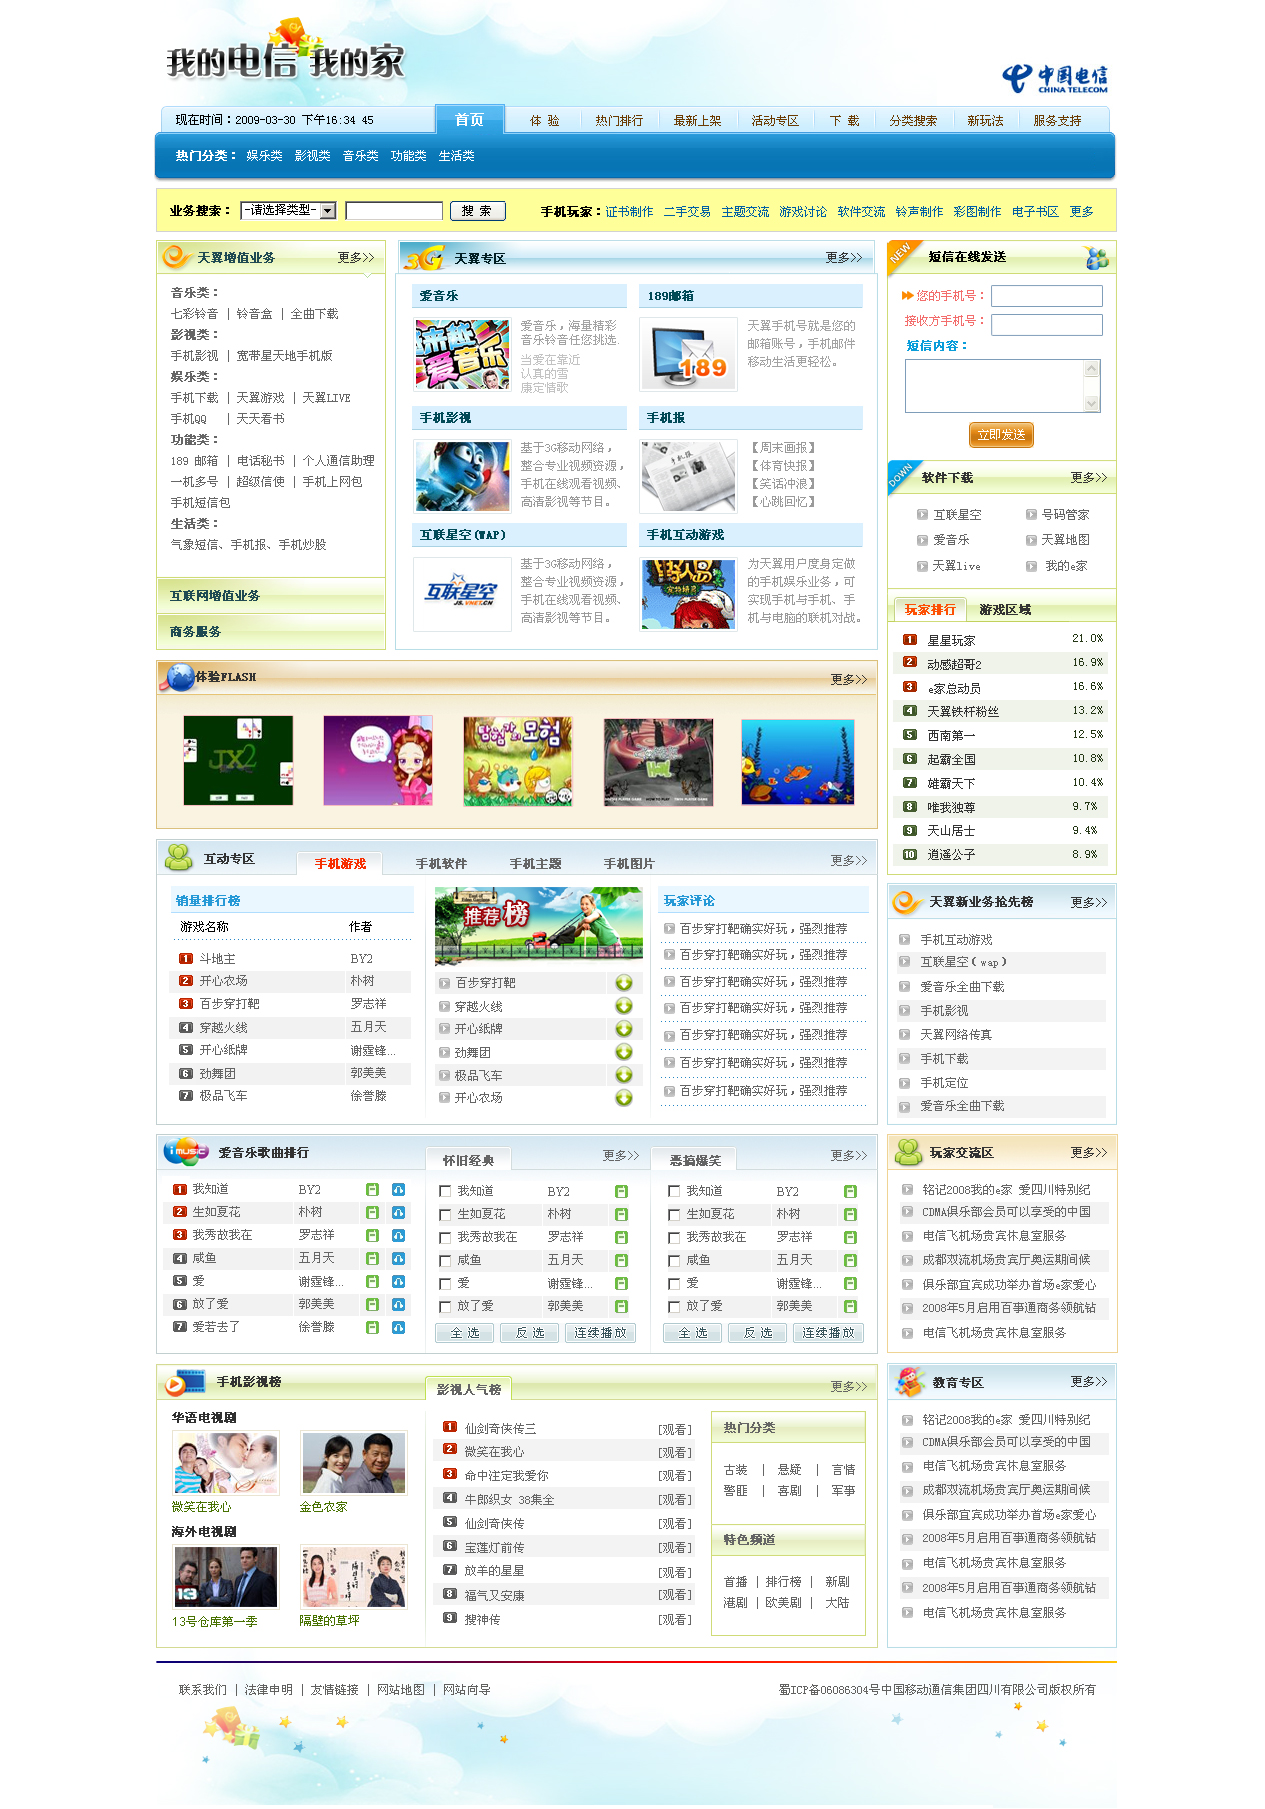 我的电信 我的家
中国电信
CHINA TELECOM
现在时间：2009-03-30 下午16:34 45
首页 体 验 热门排行 最新上架 活动专区 下 载 分类搜索 新玩法 服务支持
热门分类： 娱乐类 影视类 音乐类 功能类 生活类
业务搜索： -请选择类型- 搜 索 手机玩家：证书制作 二手交易 主题交流 游戏讨论 软件交流 铃声制作 彩图制作 电子书区 更多
天翼增值业务 更多>>
音乐类：
七彩铃音 | 铃音盒 | 全曲下载
影视类：
手机影视 | 宽带星天地手机版
娱乐类：
手机下载 | 天翼游戏 | 天翼LIVE
手机QQ | 天天看书
功能类：
189 邮箱 | 电话秘书 | 个人通信助理
一机多号 | 超级信使 | 手机上网包
手机短信包
生活类：
气象短信、手机报、手机炒股
互联网增值业务
商务服务
3G 天翼专区 更多>>
爱音乐
爱音乐，海量精彩
音乐铃音任您挑选.
当爱在靠近
认真的雪
康定情歌
189邮箱
189
天翼手机号就是您的
邮箱账号，手机邮件
移动生活更轻松。
手机影视
基于3G移动网络，
整合专业视频资源，
手机在线观看视频、
高清影视等节目。
手机报
【周末画报】
【体育快报】
【笑话冲浪】
【心跳回忆】
互联星空(WAP)
互联星空
JS.VNET.CN
基于3G移动网络，
整合专业视频资源，
手机在线观看视频、
高清影视等节目。
手机互动游戏
为天翼用户度身定做
的手机娱乐业务，可
实现手机与手机、手
机与电脑的联机对战。
NEW 短信在线发送
您的手机号：
接收方手机号：
短信内容：
立即发送
DOWN 软件下载 更多>>
互联星空 号码管家
爱音乐 天翼地图
天翼live 我的e家
玩家排行 游戏区域
1 星星玩家 21.0%
2 动感超哥2 16.9%
3 e家总动员 16.6%
4 天翼铁杆粉丝 13.2%
5 西南第一 12.5%
6 起霸全国 10.8%
7 雄霸天下 10.4%
8 唯我独尊 9.7%
9 天山居士 9.4%
10 逍遥公子 8.9%
体验FLASH 更多>>
JX2
탐험가의 모험
互动专区 手机游戏 手机软件 手机主题 手机图片 更多>>
销星排行榜
游戏名称 作者
1 斗地主 BY2
2 开心农场 朴树
3 百步穿打靶 罗志祥
4 穿越火线 五月天
5 开心纸牌 谢霆锋...
6 劲舞团 郭美美
7 极品飞车 徐誉滕
推荐榜
百步穿打靶
穿越火线
开心纸牌
劲舞团
极品飞车
开心农场
玩家评论
百步穿打靶确实好玩，强烈推荐
百步穿打靶确实好玩，强烈推荐
百步穿打靶确实好玩，强烈推荐
百步穿打靶确实好玩，强烈推荐
百步穿打靶确实好玩，强烈推荐
百步穿打靶确实好玩，强烈推荐
百步穿打靶确实好玩，强烈推荐
天翼新业务抢先榜 更多>>
手机互动游戏
互联星空（wap）
爱音乐全曲下载
手机影视
天翼网络传真
手机下载
手机定位
爱音乐全曲下载
imusic 爱音乐歌曲排行
1 我知道 BY2
2 生如夏花 朴树
3 我秀故我在 罗志祥
4 咸鱼 五月天
5 爱 谢霆锋...
6 放了爱 郭美美
7 爱若去了 徐誉滕
怀旧经典 更多>>
我知道 BY2
生如夏花 朴树
我秀故我在 罗志祥
咸鱼 五月天
爱 谢霆锋...
放了爱 郭美美
全 选 反 选 连续播放
恶搞爆笑 更多>>
我知道 BY2
生如夏花 朴树
我秀故我在 罗志祥
咸鱼 五月天
爱 谢霆锋...
放了爱 郭美美
全 选 反 选 连续播放
玩家交流区 更多>>
铭记2008我的e家 爱四川特别纪
CDMA俱乐部会员可以享受的中国
电信飞机场贵宾休息室服务
成都双流机场贵宾厅奥运期间候
俱乐部宜宾成功举办首场e家爱心
2008年5月启用百事通商务领航钻
电信飞机场贵宾休息室服务
手机影视榜
华语电视剧
微笑在我心 金色农家
海外电视剧
13
13号仓库第一季 隔壁的草坪
影视人气榜 更多>>
1 仙剑奇侠传三 [观看]
2 微笑在我心 [观看]
3 命中注定我爱你 [观看]
4 牛郎织女 38集全 [观看]
5 仙剑奇侠传 [观看]
6 宝莲灯前传 [观看]
7 放羊的星星 [观看]
8 福气又安康 [观看]
9 搜神传 [观看]
热门分类
古装 | 悬疑 | 言情
警匪 | 喜剧 | 军事
特色频道
首播 | 排行榜 | 新剧
港剧 | 欧美剧 | 大陆
教育专区 更多>>
铭记2008我的e家 爱四川特别纪
CDMA俱乐部会员可以享受的中国
电信飞机场贵宾休息室服务
成都双流机场贵宾厅奥运期间候
俱乐部宜宾成功举办首场e家爱心
2008年5月启用百事通商务领航钻
电信飞机场贵宾休息室服务
2008年5月启用百事通商务领航钻
电信飞机场贵宾休息室服务
联系我们 | 法律申明 | 友情链接 | 网站地图 | 网站向导
蜀ICP备06086304号中国移动通信集团四川有限公司版权所有